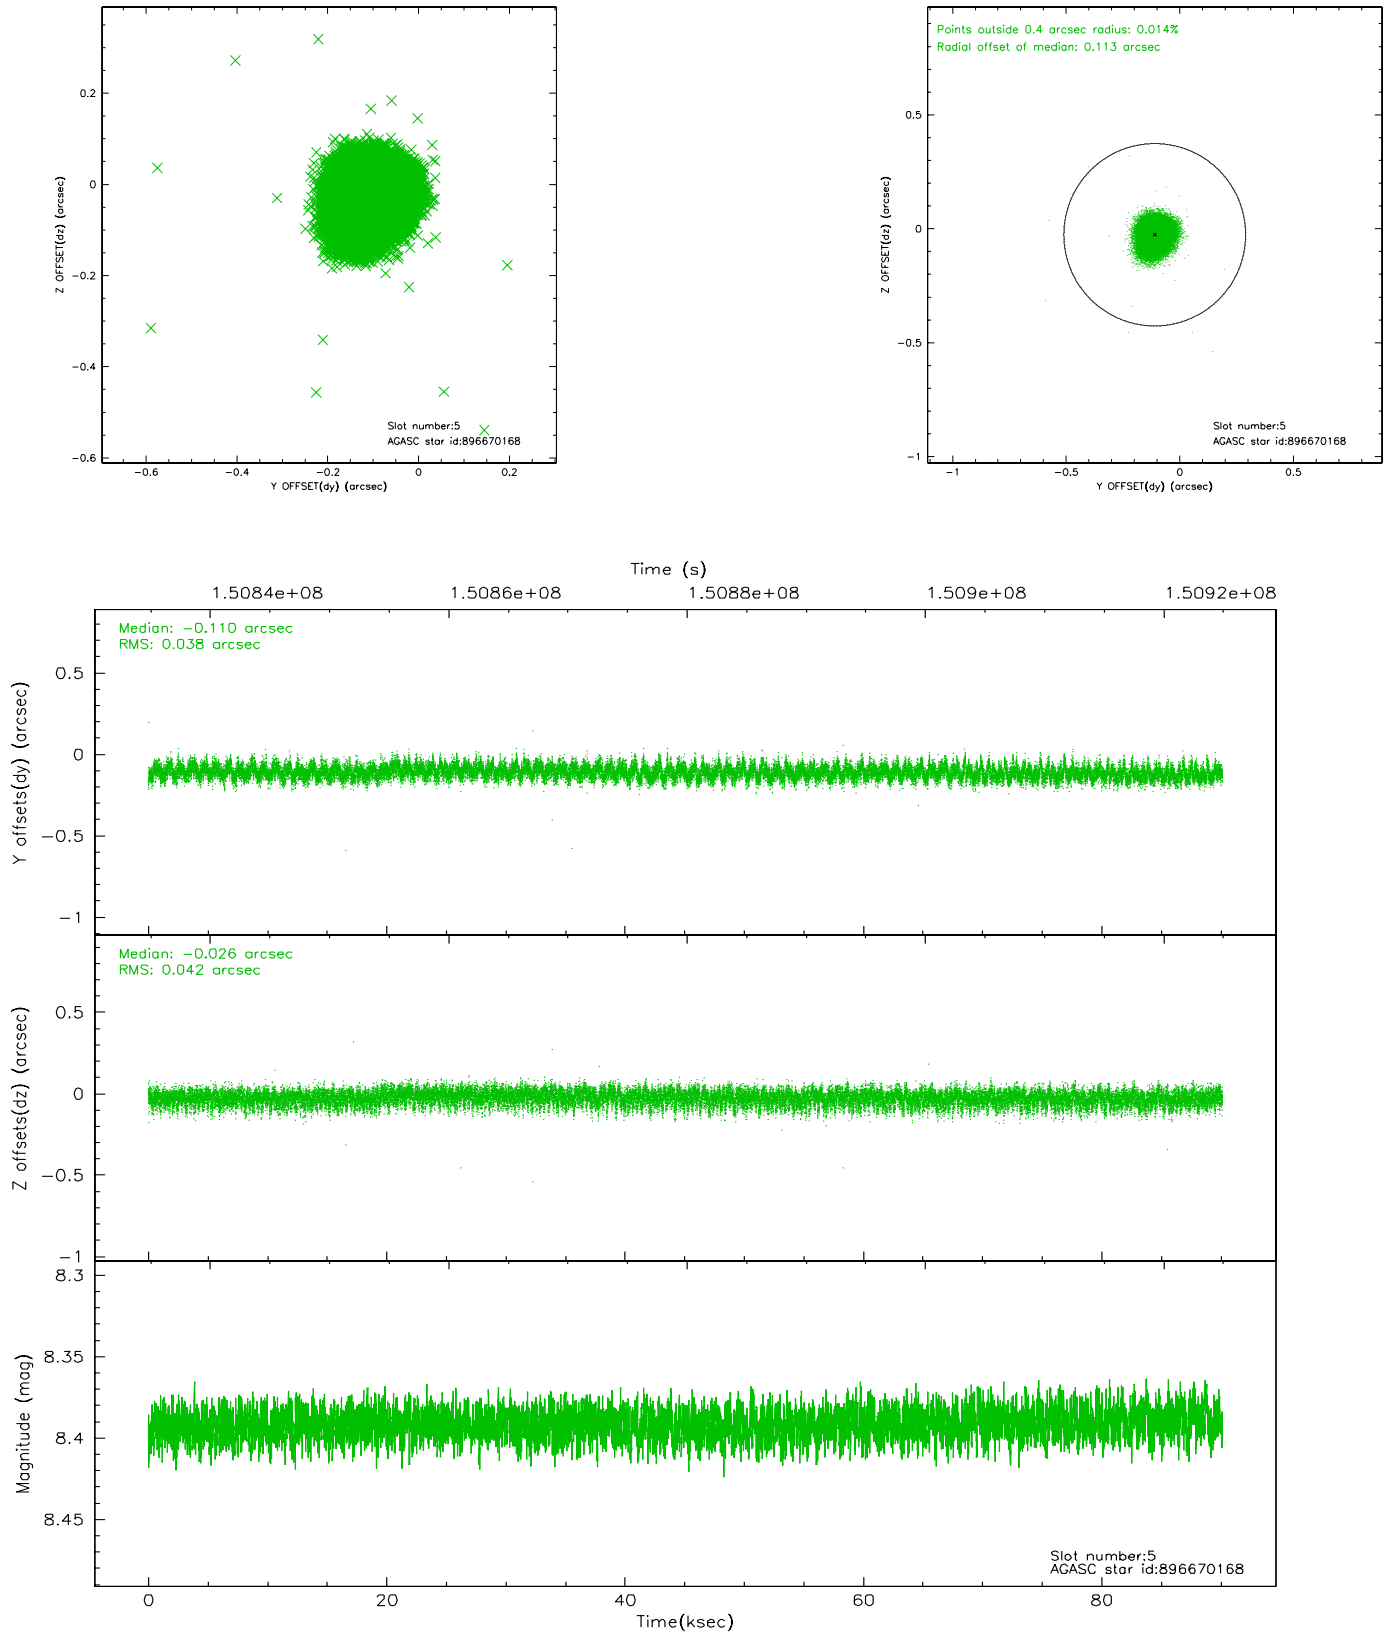 0.2
0
−0.2
−0.4
−0.6
Z OFFSET(dz) (arcsec)
−0.6 −0.4 −0.2 0 0.2
Y OFFSET(dy) (arcsec)
Slot number:5
AGASC star id:896670168
Points outside 0.4 arcsec radius: 0.014%
Radial offset of median: 0.113 arcsec
0.5
0
−0.5
−1
Z OFFSET(dz) (arcsec)
−1 −0.5 0 0.5
Y OFFSET(dy) (arcsec)
Slot number:5
AGASC star id:896670168
Time (s)
1.5084e+08 1.5086e+08 1.5088e+08 1.509e+08 1.5092e+08
Median: −0.110 arcsec
RMS: 0.038 arcsec
0.5
0
−0.5
−1
Y offsets(dy) (arcsec)
Median: −0.026 arcsec
RMS: 0.042 arcsec
0.5
0
−0.5
−1
Z offsets(dz) (arcsec)
8.3
8.35
8.4
8.45
Magnitude (mag)
Slot number:5
AGASC star id:896670168
0 20 40 60 80
Time(ksec)